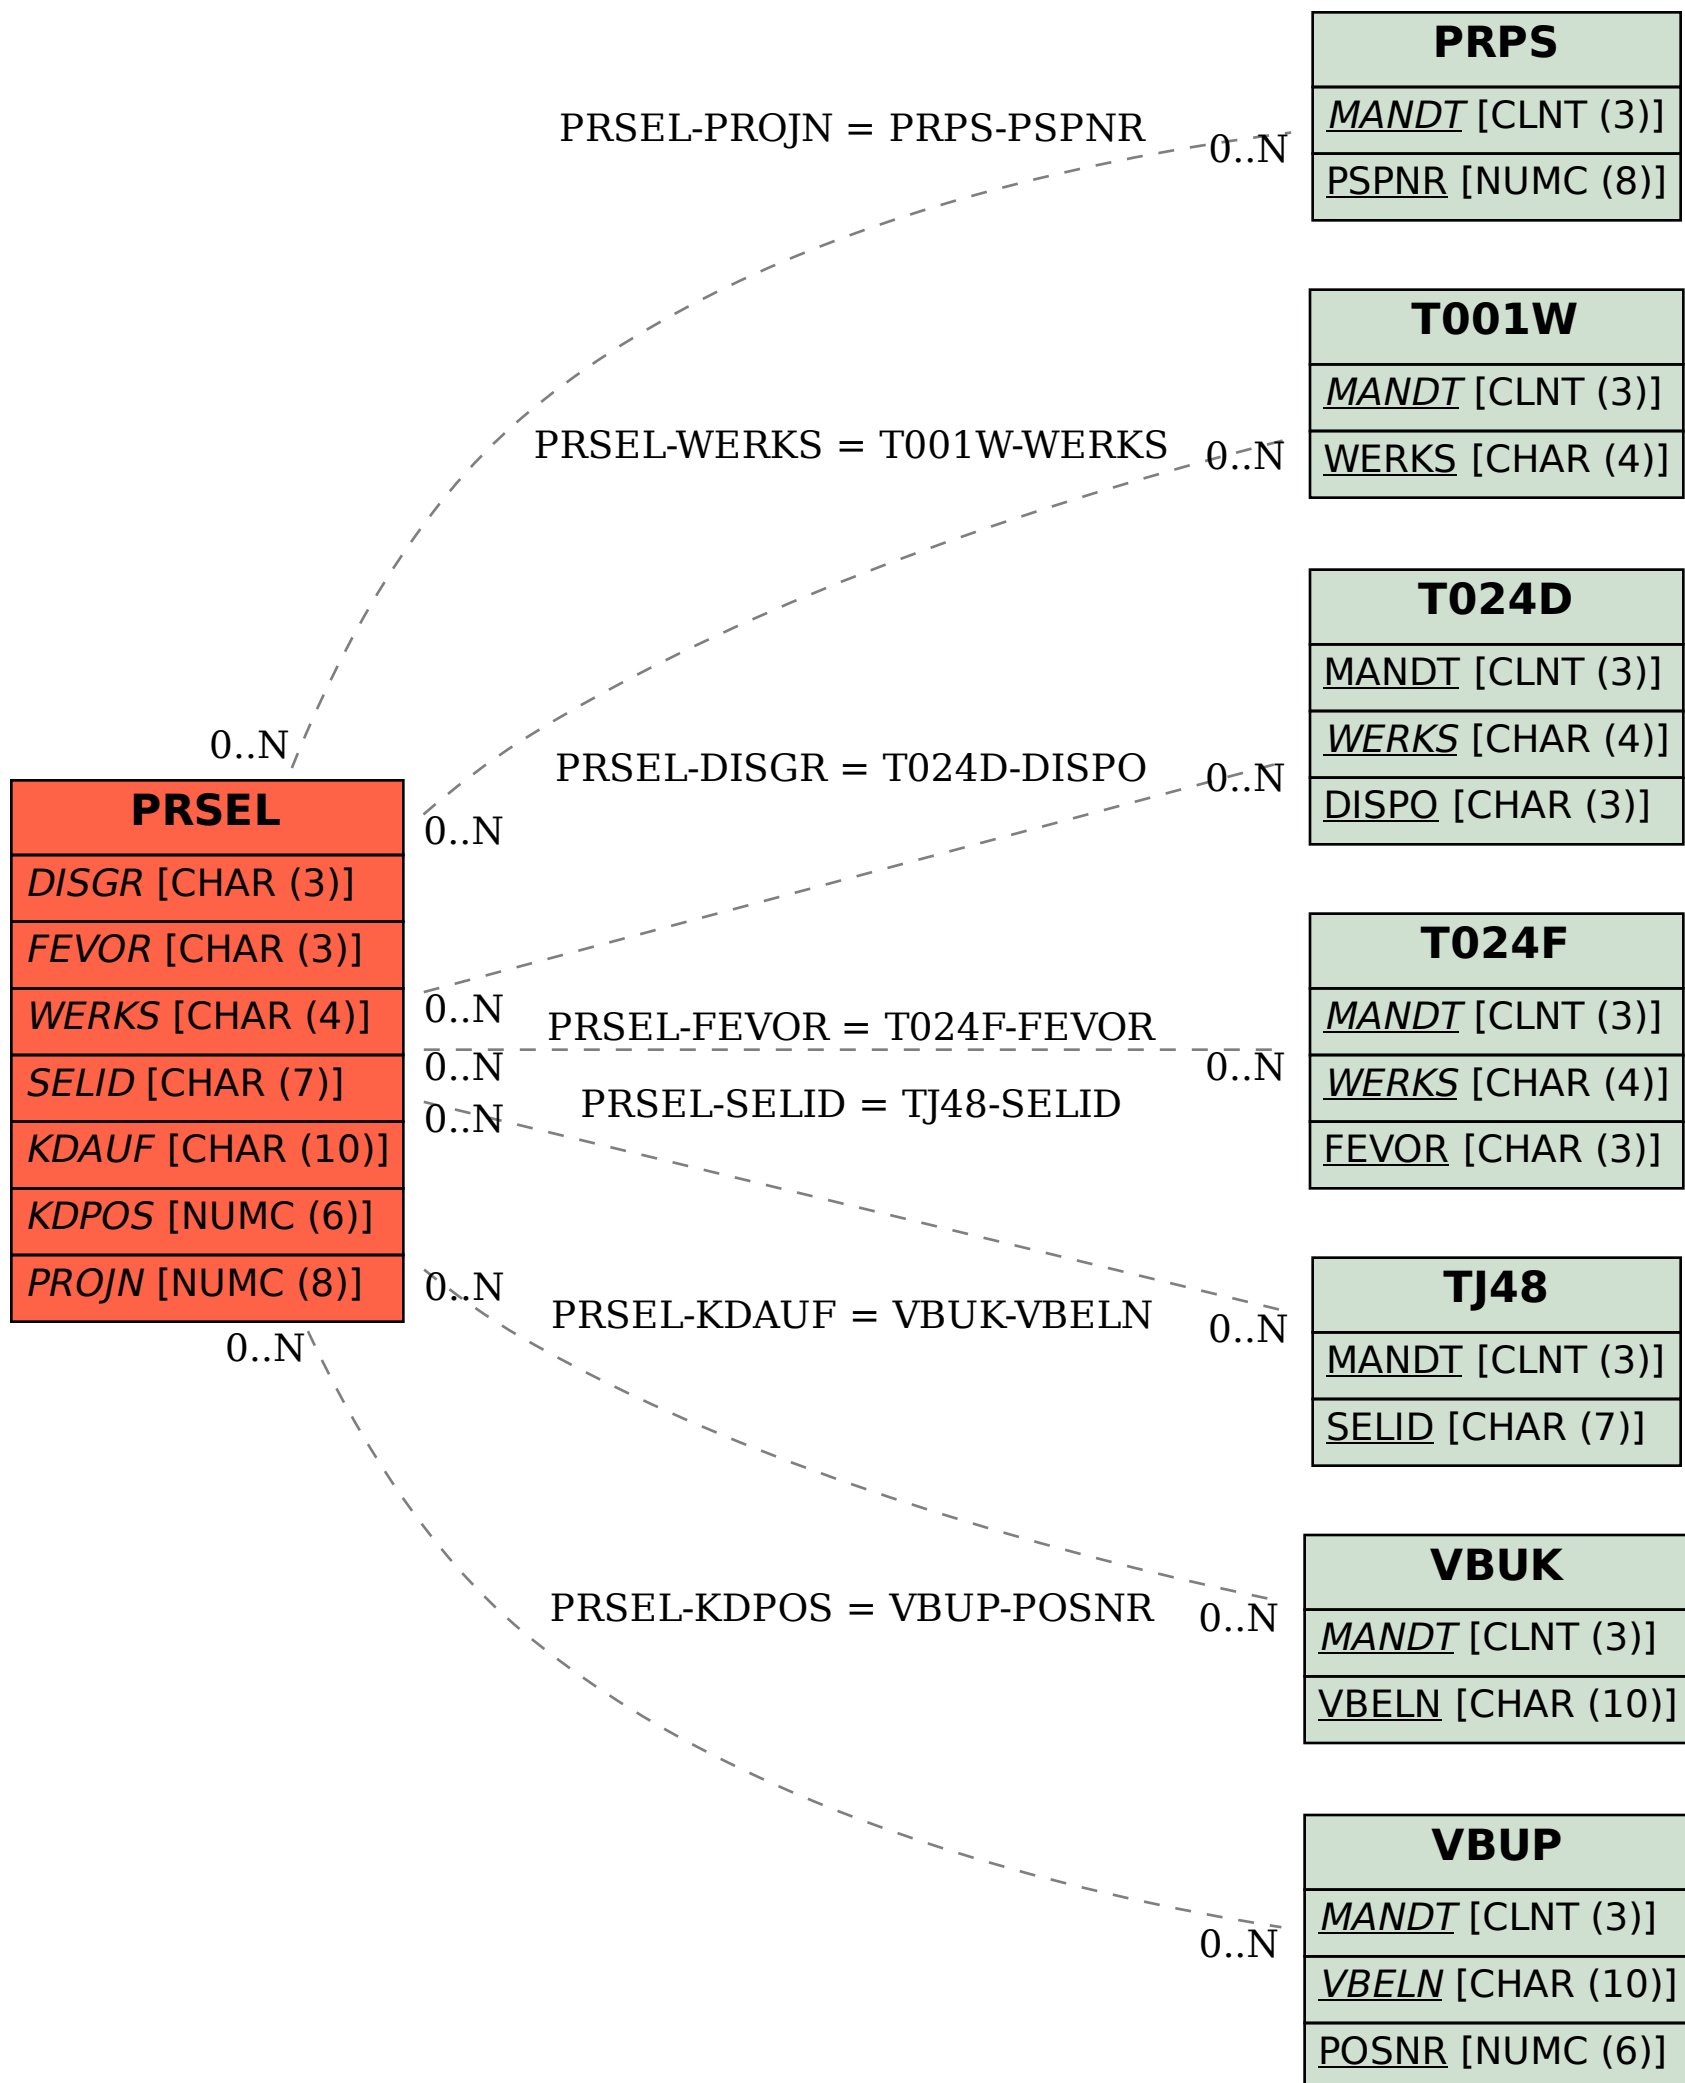 PRPS
MANDT [CLNT (3)]
PSPNR [NUMC (8)]
PRSEL-PROJN = PRPS-PSPNR
0..N
T001W
MANDT [CLNT (3)]
WERKS [CHAR (4)]
PRSEL-WERKS = T001W-WERKS
0..N
T024D
MANDT [CLNT (3)]
WERKS [CHAR (4)]
DISPO [CHAR (3)]
PRSEL-DISGR = T024D-DISPO
0..N
0..N
PRSEL
DISGR [CHAR (3)]
FEVOR [CHAR (3)]
WERKS [CHAR (4)]
SELID [CHAR (7)]
KDAUF [CHAR (10)]
KDPOS [NUMC (6)]
PROJN [NUMC (8)]
0..N
0..N
0..N
0..N
0..N
0..N
T024F
MANDT [CLNT (3)]
WERKS [CHAR (4)]
FEVOR [CHAR (3)]
PRSEL-FEVOR = T024F-FEVOR
0..N
PRSEL-SELID = TJ48-SELID
TJ48
MANDT [CLNT (3)]
SELID [CHAR (7)]
0..N
PRSEL-KDAUF = VBUK-VBELN
VBUK
MANDT [CLNT (3)]
VBELN [CHAR (10)]
0..N
PRSEL-KDPOS = VBUP-POSNR
VBUP
MANDT [CLNT (3)]
VBELN [CHAR (10)]
POSNR [NUMC (6)]
0..N